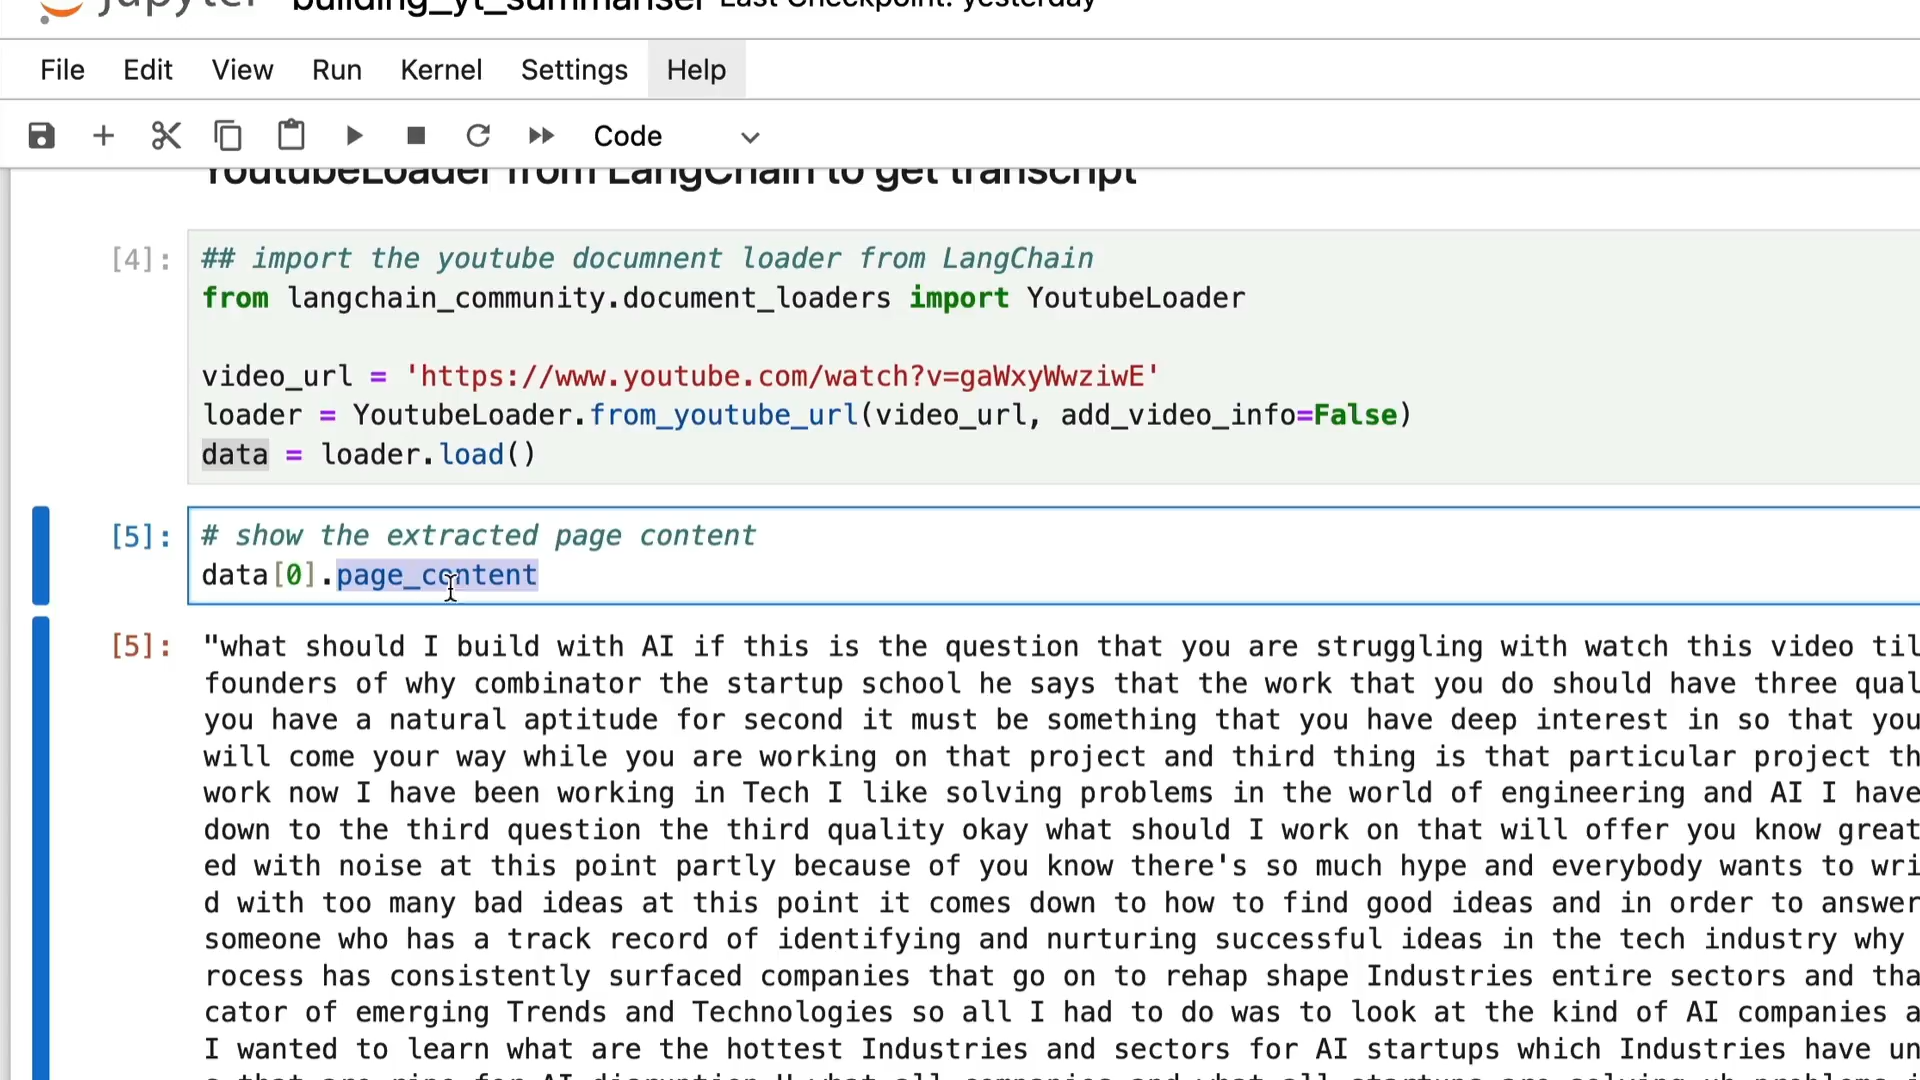 jupyter building_yt_summariser Last Checkpoint: yesterday
File Edit View Run Kernel Settings Help
Code
YoutubeLoader from LangChain to get transcript
[4]: ## import the youtube documnent loader from LangChain
from langchain_community.document_loaders import YoutubeLoader
video_url = 'https://www.youtube.com/watch?v=gaWxyWwziwE'
loader = YoutubeLoader.from_youtube_url(video_url, add_video_info=False)
data = loader.load()
[5]: # show the extracted page content
data[0].page_content
[5]: "what should I build with AI if this is the question that you are struggling with watch this video til
founders of why combinator the startup school he says that the work that you do should have three qual
you have a natural aptitude for second it must be something that you have deep interest in so that you
will come your way while you are working on that project and third thing is that particular project th
work now I have been working in Tech I like solving problems in the world of engineering and AI I have
down to the third question the third quality okay what should I work on that will offer you know great
ed with noise at this point partly because of you know there's so much hype and everybody wants to wri
d with too many bad ideas at this point it comes down to how to find good ideas and in order to answer
someone who has a track record of identifying and nurturing successful ideas in the tech industry why
rocess has consistently surfaced companies that go on to rehap shape Industries entire sectors and tha
cator of emerging Trends and Technologies so all I had to do was to look at the kind of AI companies a
I wanted to learn what are the hottest Industries and sectors for AI startups which Industries have un